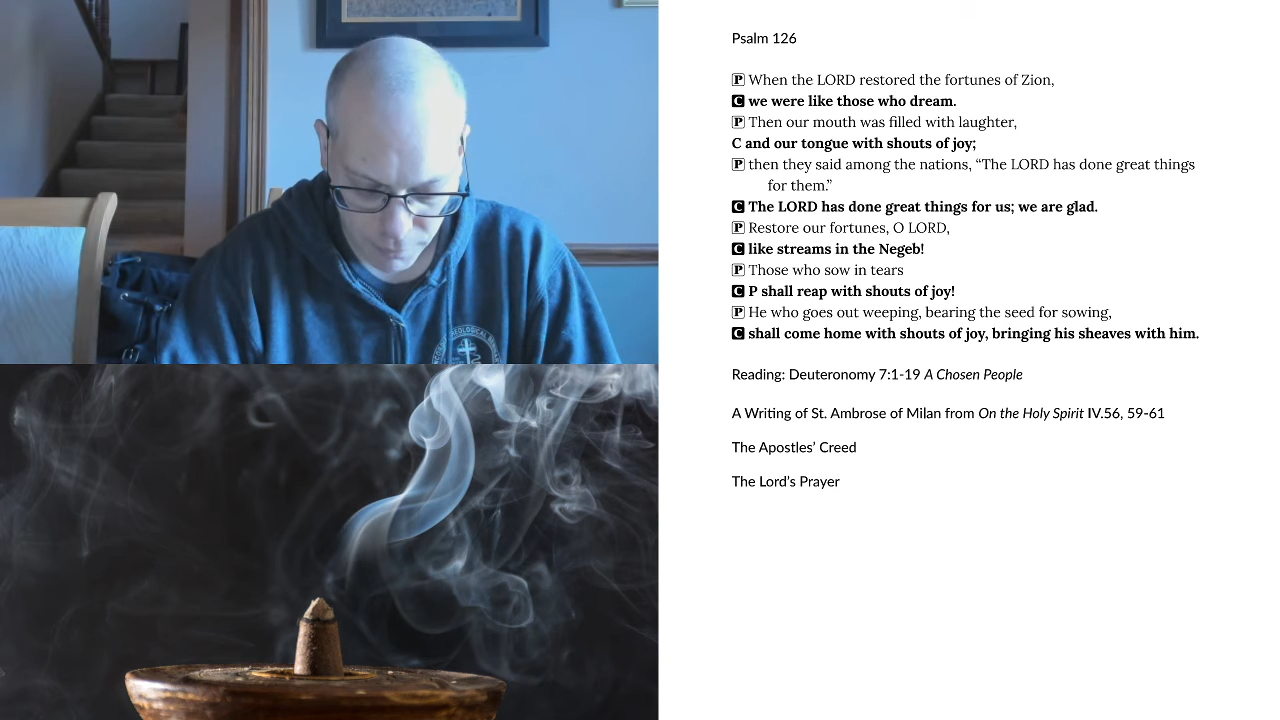 Psalm 126
P When the LORD restored the fortunes of Zion,
C we were like those who dream.
P Then our mouth was filled with laughter,
C and our tongue with shouts of joy;
P then they said among the nations, “The LORD has done great things
for them.”
C The LORD has done great things for us; we are glad.
P Restore our fortunes, O LORD,
C like streams in the Negeb!
P Those who sow in tears
C P shall reap with shouts of joy!
P He who goes out weeping, bearing the seed for sowing,
C shall come home with shouts of joy, bringing his sheaves with him.
Reading: Deuteronomy 7:1-19 A Chosen People
A Writing of St. Ambrose of Milan from On the Holy Spirit IV.56, 59-61
The Apostles’ Creed
The Lord’s Prayer